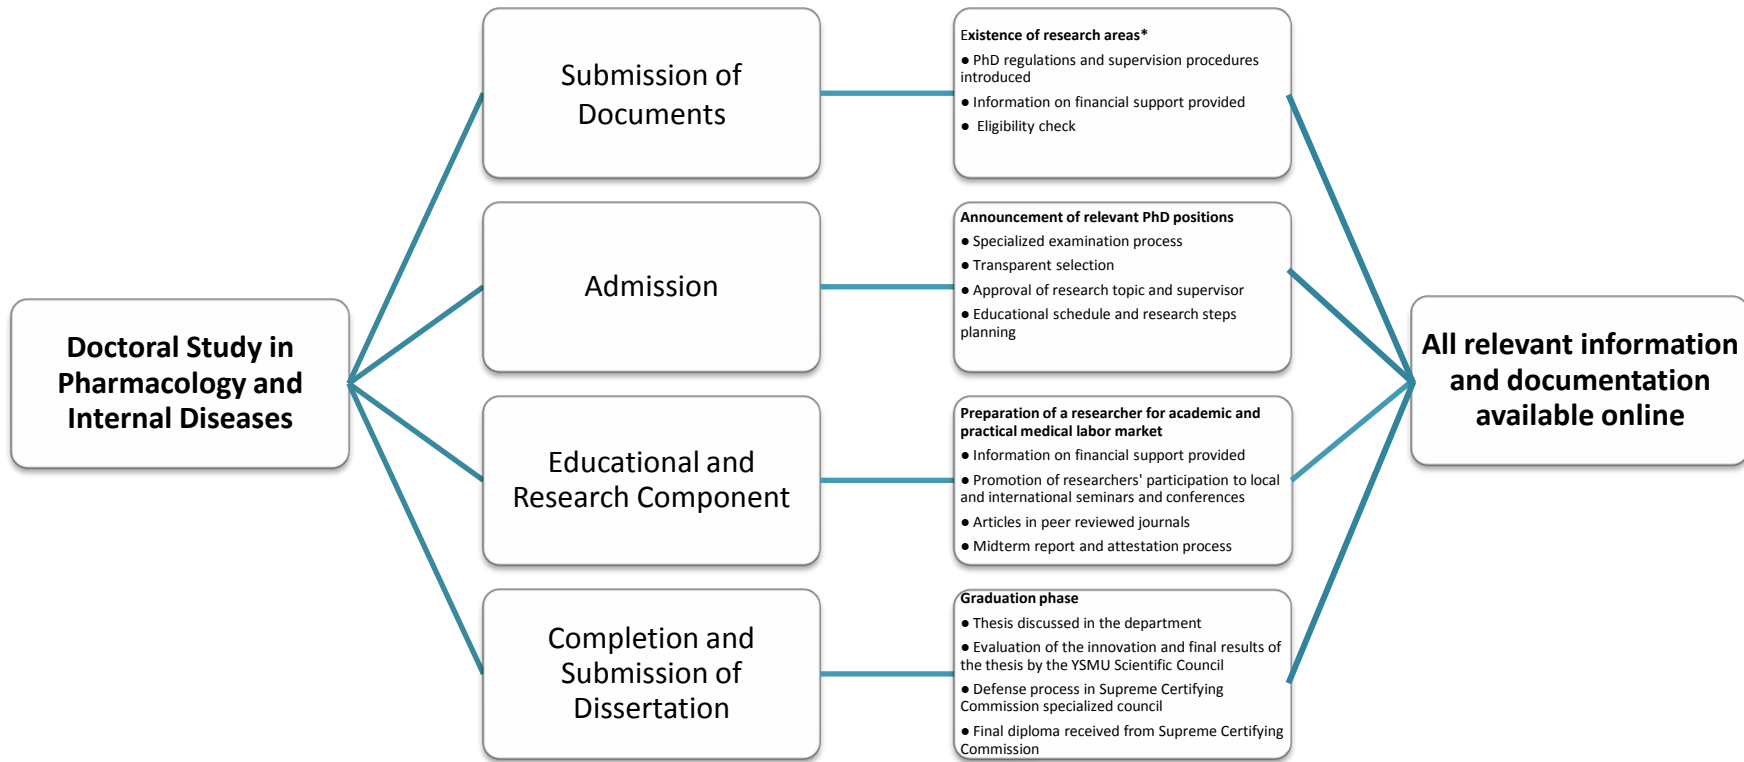 Doctoral Study in
Pharmacology and
Internal Diseases
Submission of
Documents
Existence of research areas*
● PhD regulations and supervision procedures
introduced
● Information on financial support provided
● Eligibility check
Admission
Announcement of relevant PhD positions
● Specialized examination process
● Transparent selection
● Approval of research topic and supervisor
● Educational schedule and research steps
planning
Educational and
Research Component
Preparation of a researcher for academic and
practical medical labor market
● Information on financial support provided
● Promotion of researchers' participation to local
and international seminars and conferences
● Articles in peer reviewed journals
● Midterm report and attestation process
Completion and
Submission of
Dissertation
Graduation phase
● Thesis discussed in the department
● Evaluation of the innovation and final results of
the thesis by the YSMU Scientific Council
● Defense process in Supreme Certifying
Commission specialized council
● Final diploma received from Supreme Certifying
Commission
All relevant information
and documentation
available online